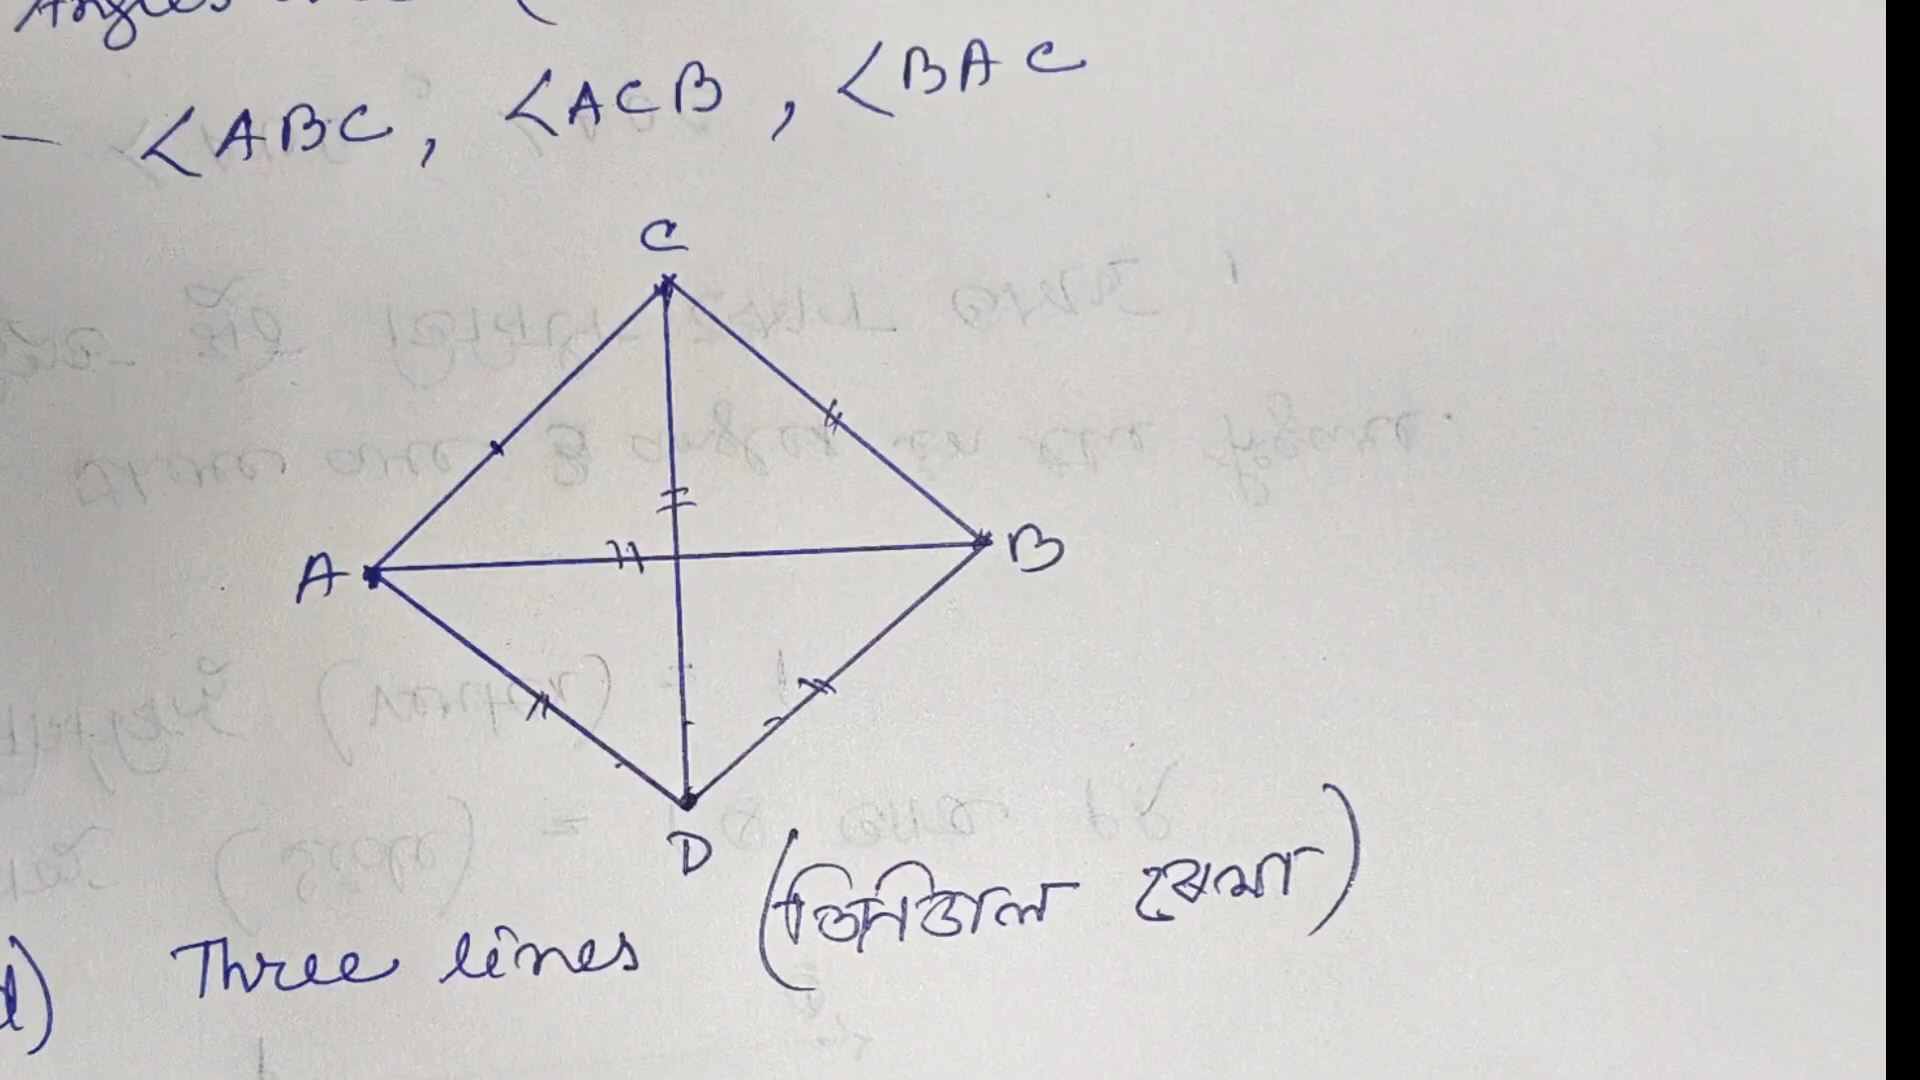 Angles
– <ABC, <ACB, <BAC
C
A B
D
d) Three lines (তিনিডাল ৰেখা)